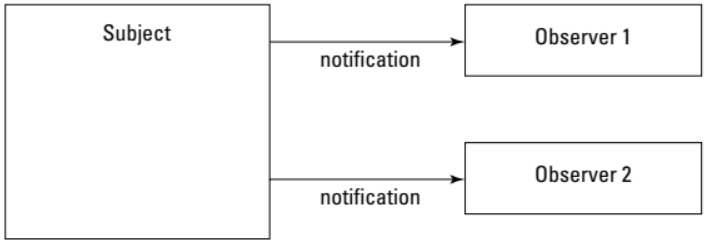 Subject
Observer 1
notification
Observer 2
notification